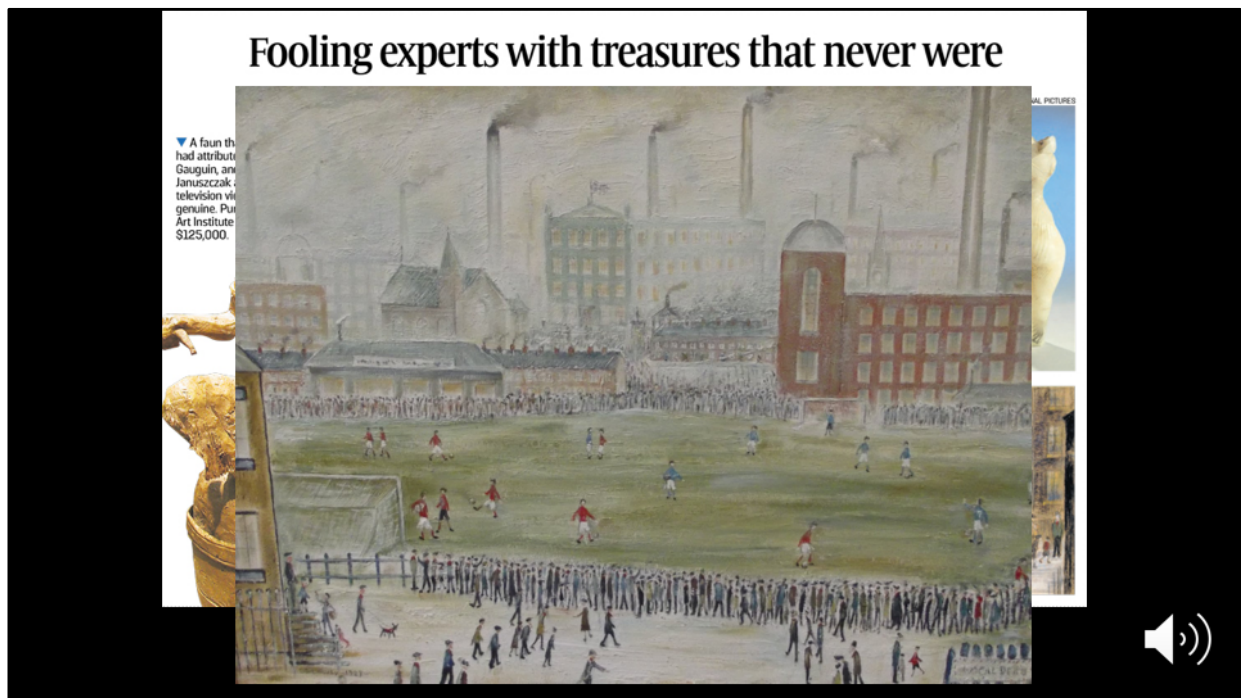 Fooling experts with treasures that never were
AL PICTURES
▼ A faun th
had attribute
Gauguin, an
Januszczak
television vi
genuine. Pu
Art Institute
$125,000.